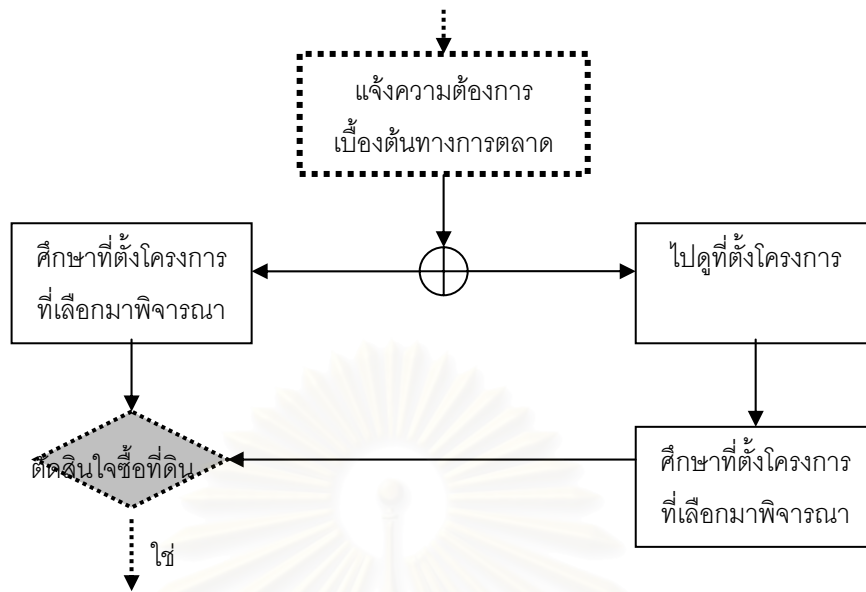 แจ้งความต้องการ
เบื้องต้นทางการตลาด
ศึกษาที่ตั้งโครงการ
ที่เลือกมาพิจารณา
ไปดูที่ตั้งโครงการ
ตัดสินใจซื้อที่ดิน
ศึกษาที่ตั้งโครงการ
ที่เลือกมาพิจารณา
ใช่